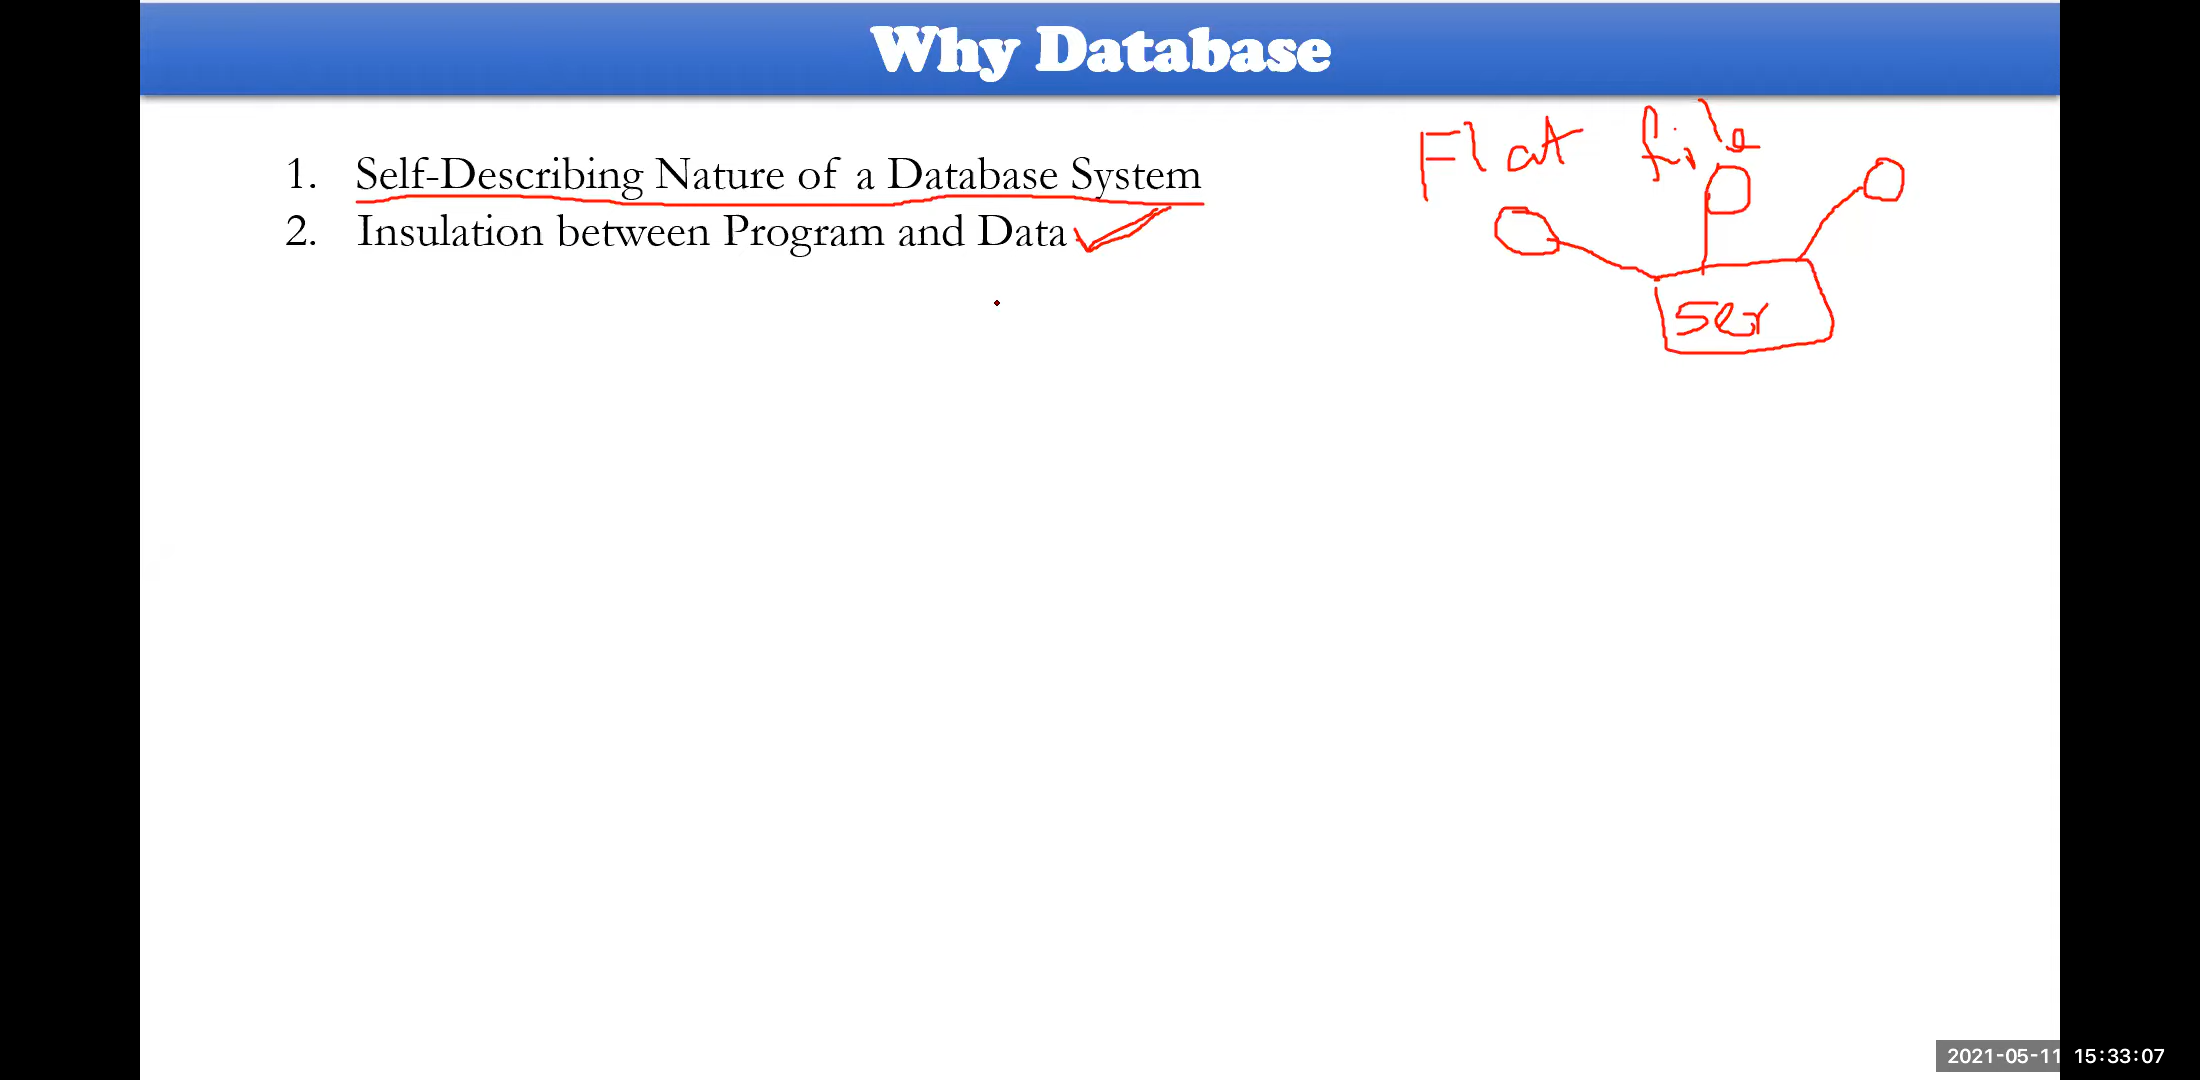 Why Database
Flat file
1. Self-Describing Nature of a Database System
2. Insulation between Program and Data
Ser
2021-05-11 15:33:07